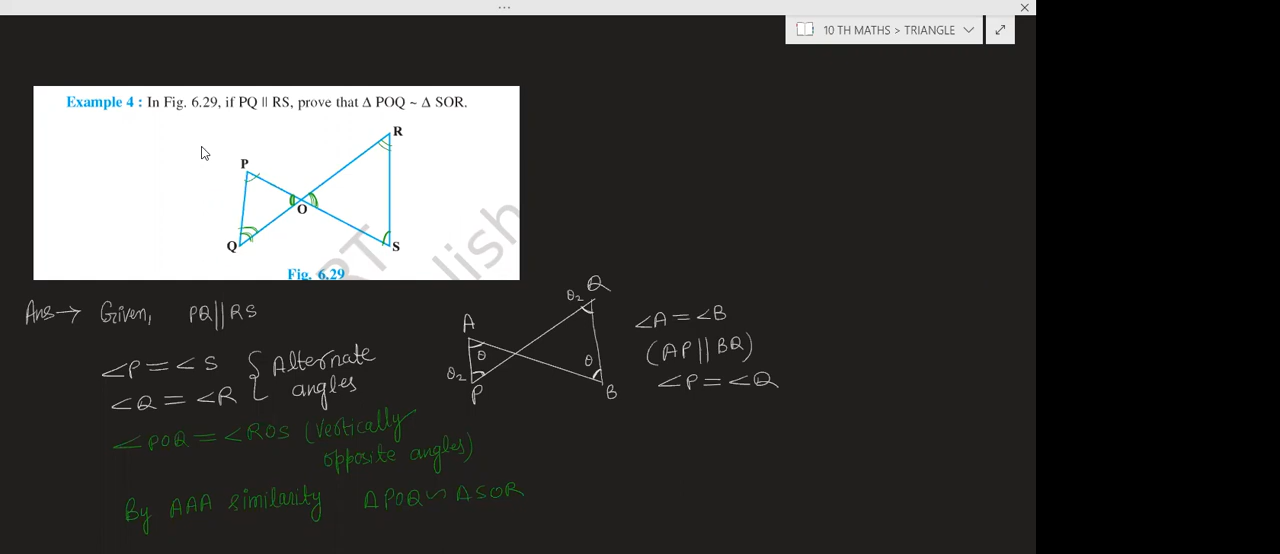 10 TH MATHS > TRIANGLE
Example 4 : In Fig. 6.29, if PQ || RS, prove that Δ POQ ~ Δ SOR.
R
P
O
Q
S
Fig. 6.29
RT
lish
Ans → Given, PQ || RS
∠P = ∠S { Alternate
∠Q = ∠R { angles
∠POQ = ∠ROS (Vertically
opposite angles)
By AAA similarity ΔPOQ ~ ΔSOR
A
θ
θ2
P
θ2
Q
θ
B
∠A = ∠B
(AP || BQ)
∠P = ∠Q